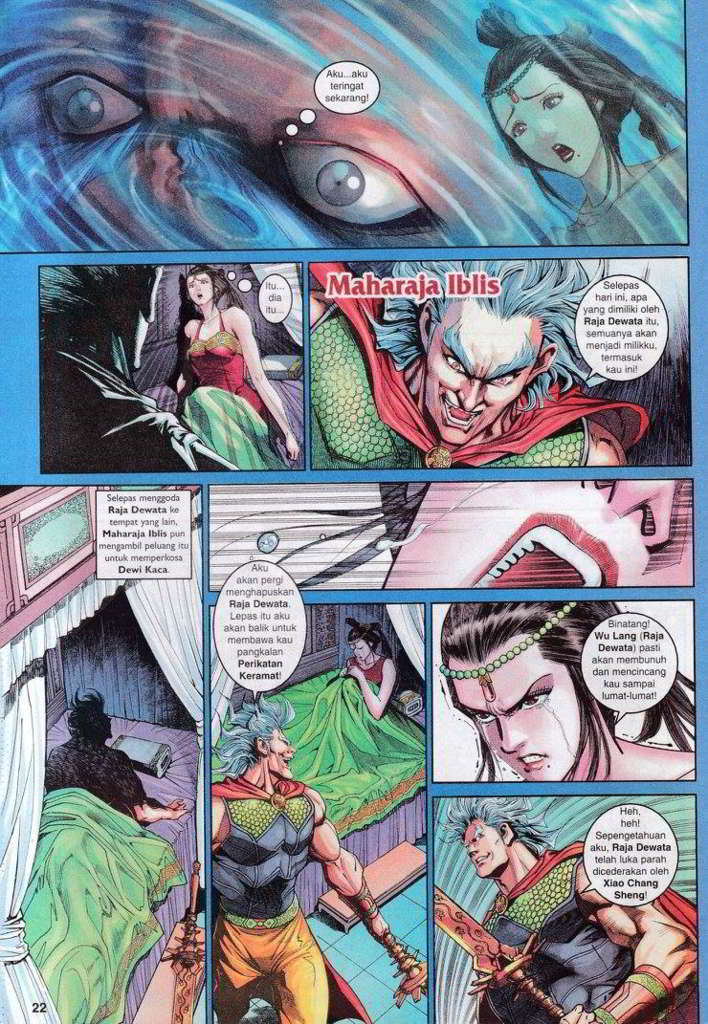 Aku...aku
teringat
sekarang!
Itu...
dia
itu...
Maharaja Iblis
Selepas
hari ini, apa
yang dimiliki oleh
Raja Dewata itu,
semuanya akan
menjadi milikku,
termasuk
kau ini!
Selepas menggoda
Raja Dewata ke
tempat yang lain,
Maharaja Iblis pun
mengambil peluang itu
untuk memperkosa
Dewi Kaca.
Aku
akan pergi
menghapuskan
Raja Dewata.
Lepas itu aku
akan balik untuk
membawa kau
pangkalan
Perikatan
Keramat!
Binatang!
Wu Lang (Raja
Dewata) pasti
akan membunuh
dan mencincang
kau sampai
lumat-lumat!
Heh,
heh!
Sepengetahuan
aku, Raja Dewata
telah luka parah
dicederakan oleh
Xiao Chang
Sheng!
22